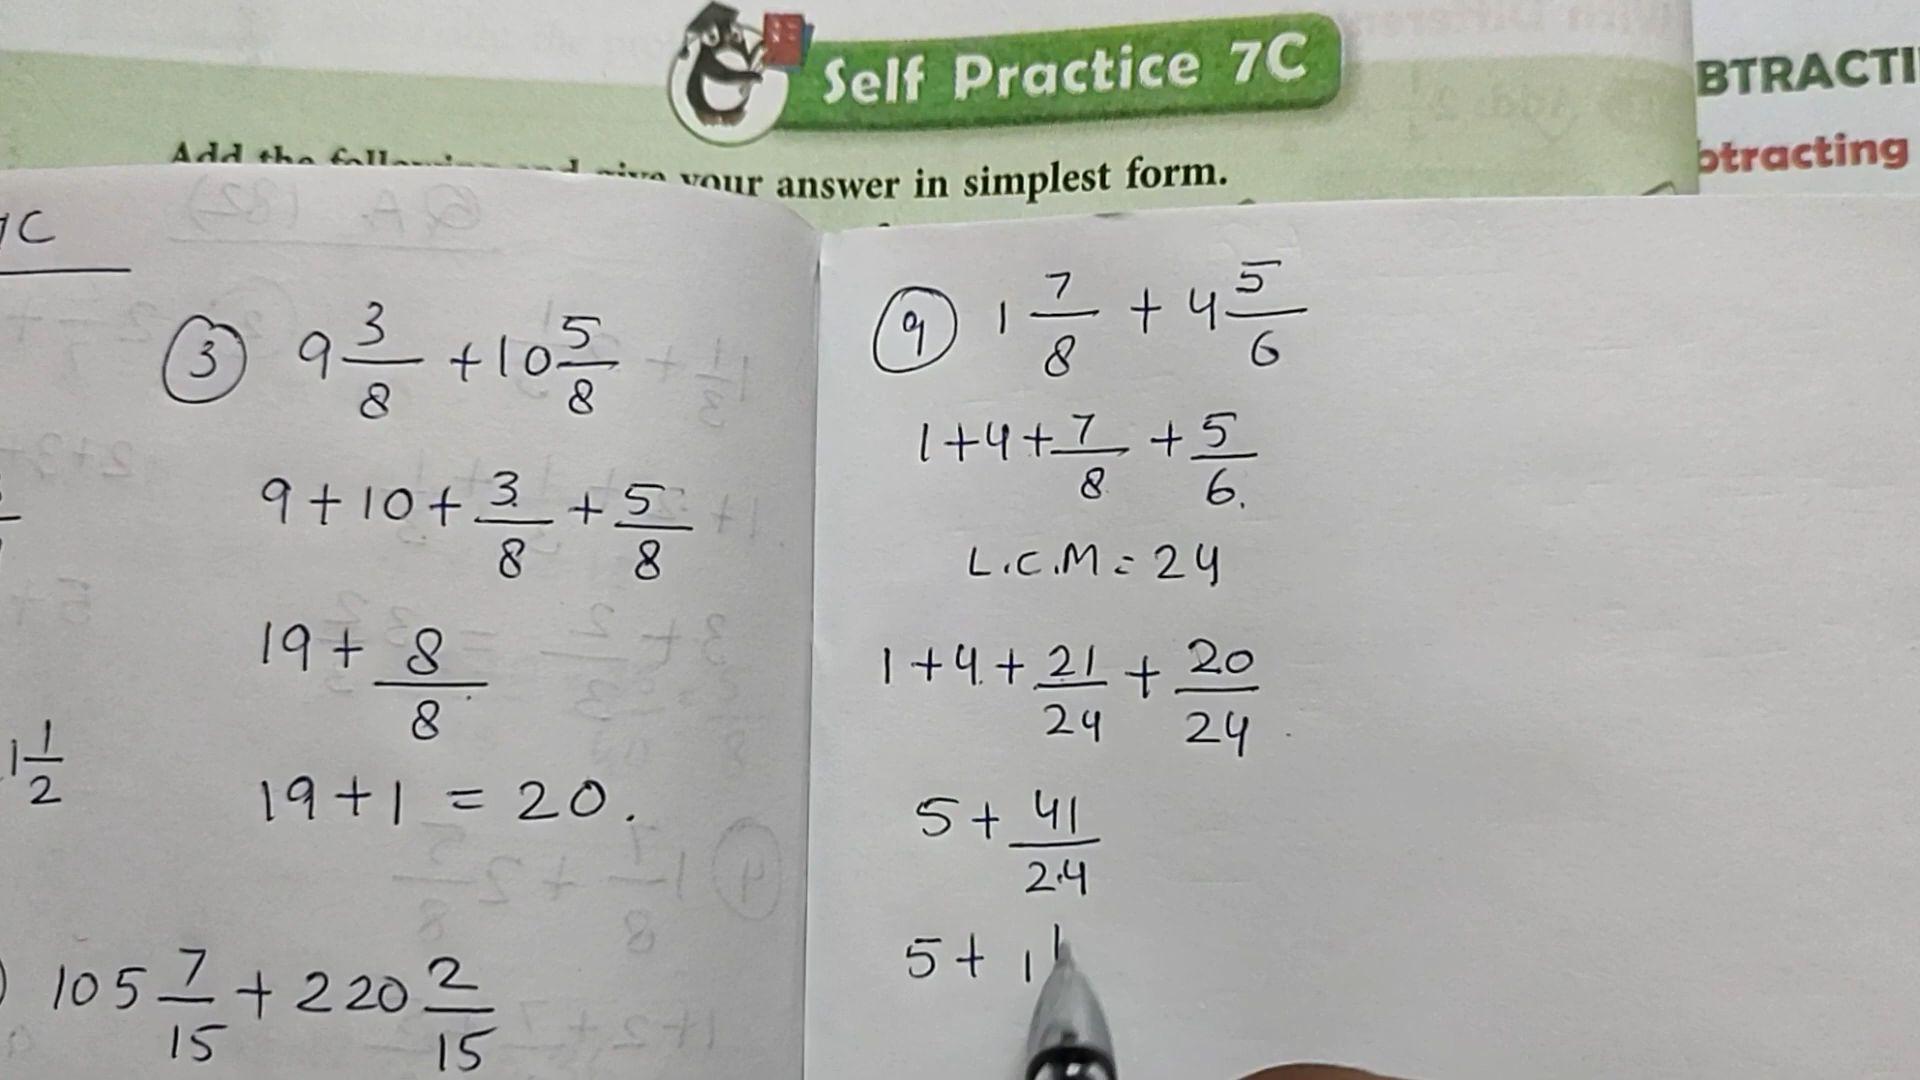 Self Practice 7C
BTRACTI
btracting
Add the your answer in simplest form.
7C
③ 9 3/8 + 10 5/8
9 + 10 + 3/8 + 5/8
19 + 8/8
1 1/2
19 + 1 = 20.
105 7/15 + 220 2/15
⑨ 1 7/8 + 4 5/6
1 + 4 + 7/8 + 5/6.
L.C.M = 24
1 + 4 + 21/24 + 20/24
5 + 41/24
5 + 1